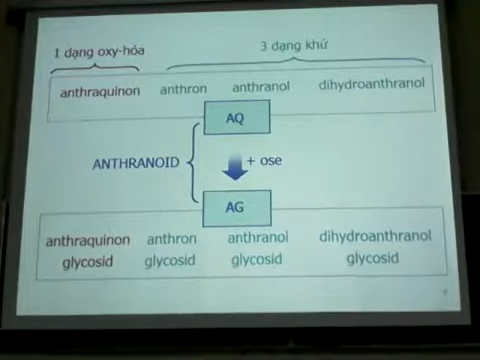 1 dạng oxy-hóa
3 dạng khử
anthraquinon anthron anthranol dihydroanthranol
AQ
ANTHRANOID
+ ose
AG
anthraquinon anthron anthranol dihydroanthranol
glycosid glycosid glycosid glycosid